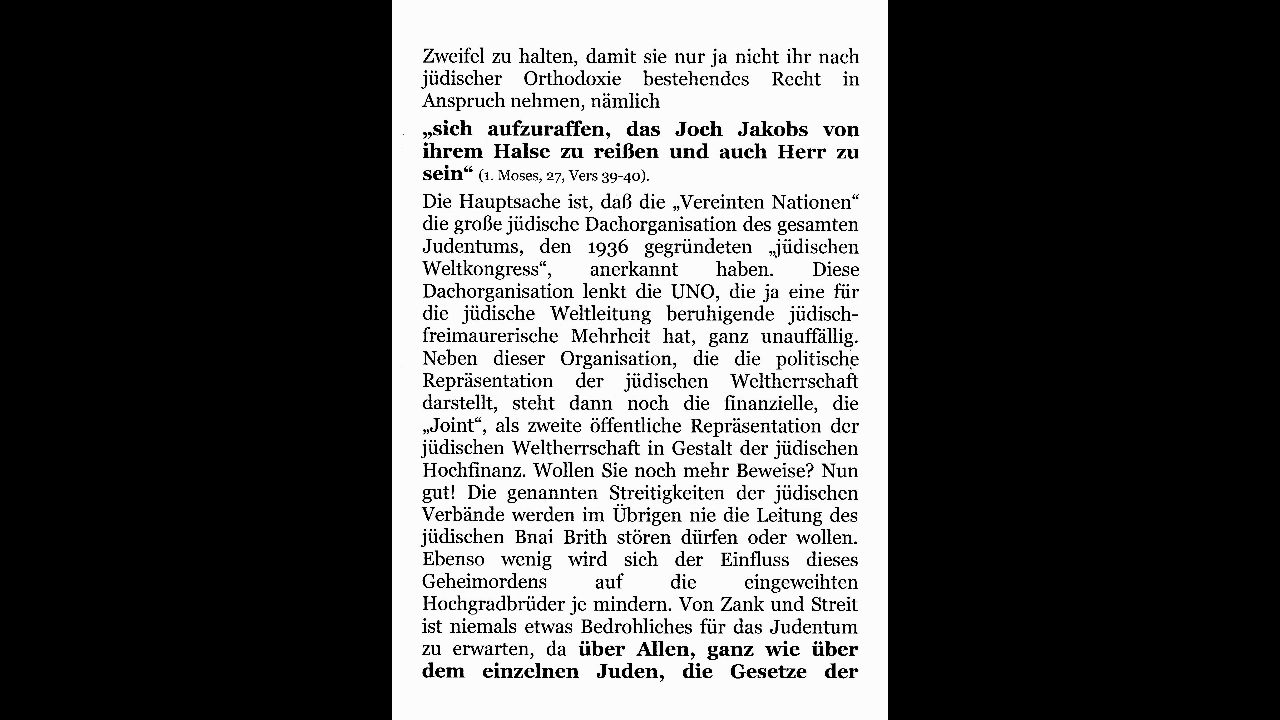 Zweifel zu halten, damit sie nur ja nicht ihr nach
jüdischer Orthodoxie bestehendes Recht in
Anspruch nehmen, nämlich
„sich aufzuraffen, das Joch Jakobs von
ihrem Halse zu reißen und auch Herr zu
sein“ (1. Moses, 27, Vers 39-40).
Die Hauptsache ist, daß die „Vereinten Nationen“
die große jüdische Dachorganisation des gesamten
Judentums, den 1936 gegründeten „jüdischen
Weltkongress“, anerkannt haben. Diese
Dachorganisation lenkt die UNO, die ja eine für
die jüdische Weltleitung beruhigende jüdisch-
freimaurerische Mehrheit hat, ganz unauffällig.
Neben dieser Organisation, die die politische
Repräsentation der jüdischen Weltherrschaft
darstellt, steht dann noch die finanzielle, die
„Joint“, als zweite öffentliche Repräsentation der
jüdischen Weltherrschaft in Gestalt der jüdischen
Hochfinanz. Wollen Sie noch mehr Beweise? Nun
gut! Die genannten Streitigkeiten der jüdischen
Verbände werden im Übrigen nie die Leitung des
jüdischen Bnai Brith stören dürfen oder wollen.
Ebenso wenig wird sich der Einfluss dieses
Geheimordens auf die eingeweihten
Hochgradbrüder je mindern. Von Zank und Streit
ist niemals etwas Bedrohliches für das Judentum
zu erwarten, da über Allen, ganz wie über
dem einzelnen Juden, die Gesetze der